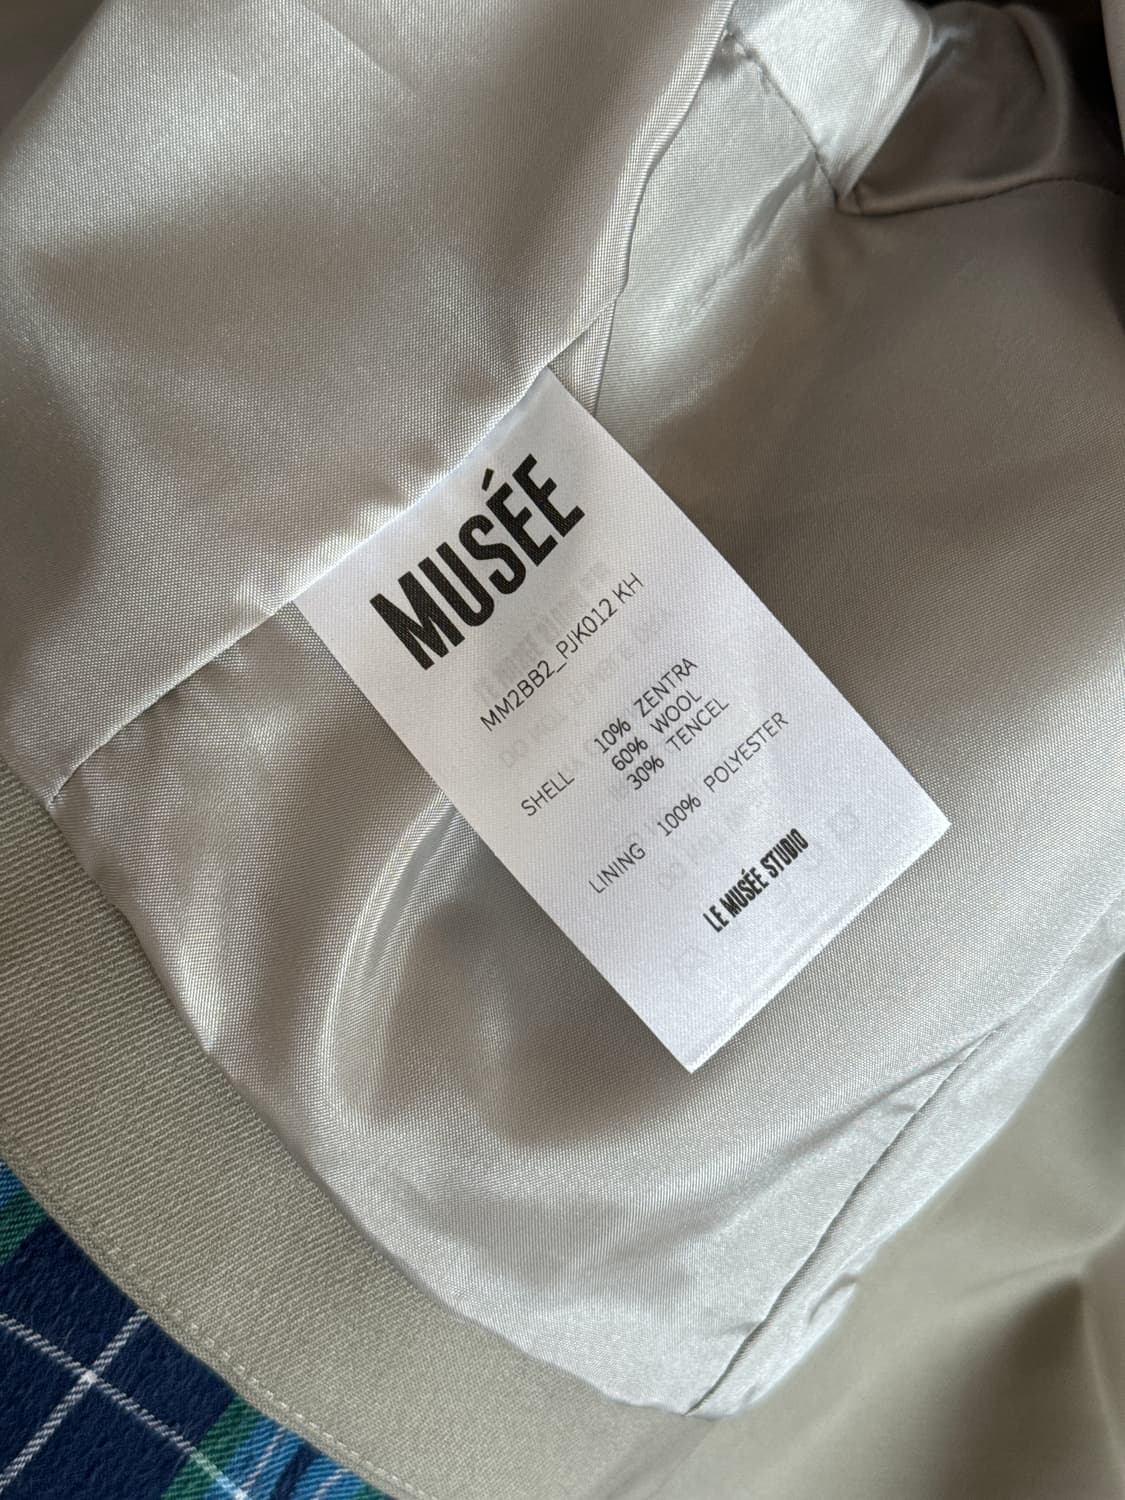 MUSÉE
MM2BB2_PJK012 KH
SHELL 10% ZENTRA
60% WOOL
30% TENCEL
LINING 100% POLYESTER
LE MUSÉE STUDIO